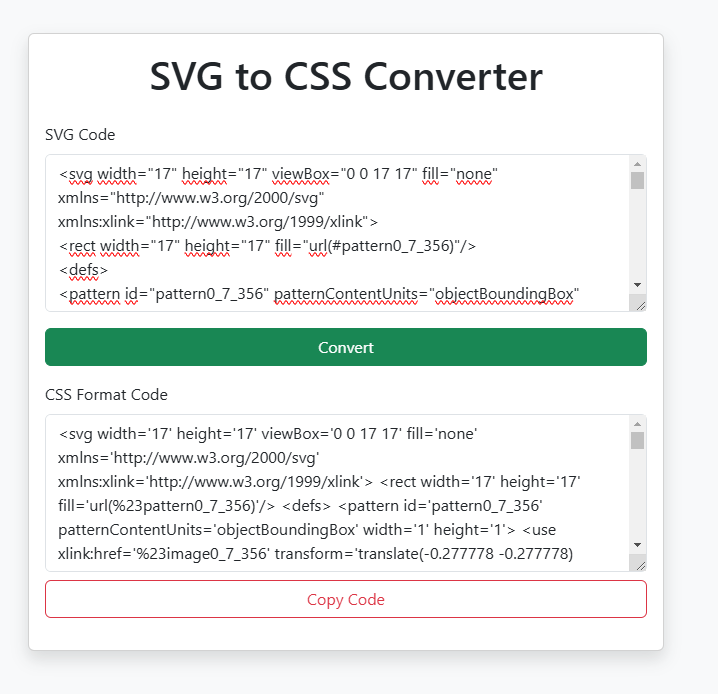 SVG to CSS Converter
SVG Code
<svg width="17" height="17" viewBox="0 0 17 17" fill="none"
xmlns="http://www.w3.org/2000/svg"
xmlns:xlink="http://www.w3.org/1999/xlink">
<rect width="17" height="17" fill="url(#pattern0_7_356)"/>
<defs>
<pattern id="pattern0_7_356" patternContentUnits="objectBoundingBox"
Convert
CSS Format Code
<svg width='17' height='17' viewBox='0 0 17 17' fill='none'
xmlns='http://www.w3.org/2000/svg'
xmlns:xlink='http://www.w3.org/1999/xlink'> <rect width='17' height='17'
fill='url(%23pattern0_7_356)'/> <defs> <pattern id='pattern0_7_356'
patternContentUnits='objectBoundingBox' width='1' height='1'> <use
xlink:href='%23image0_7_356' transform='translate(-0.277778 -0.277778)
Copy Code